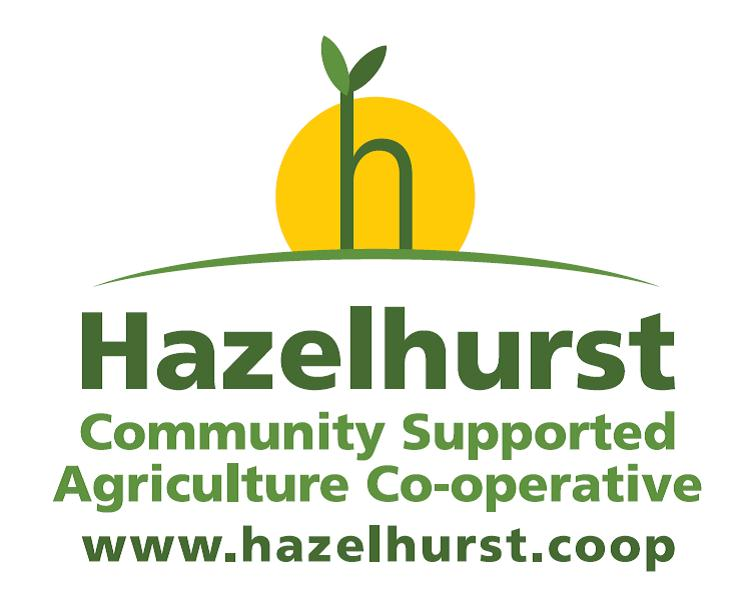 h
Hazelhurst
Community Supported
Agriculture Co-operative
www.hazelhurst.coop